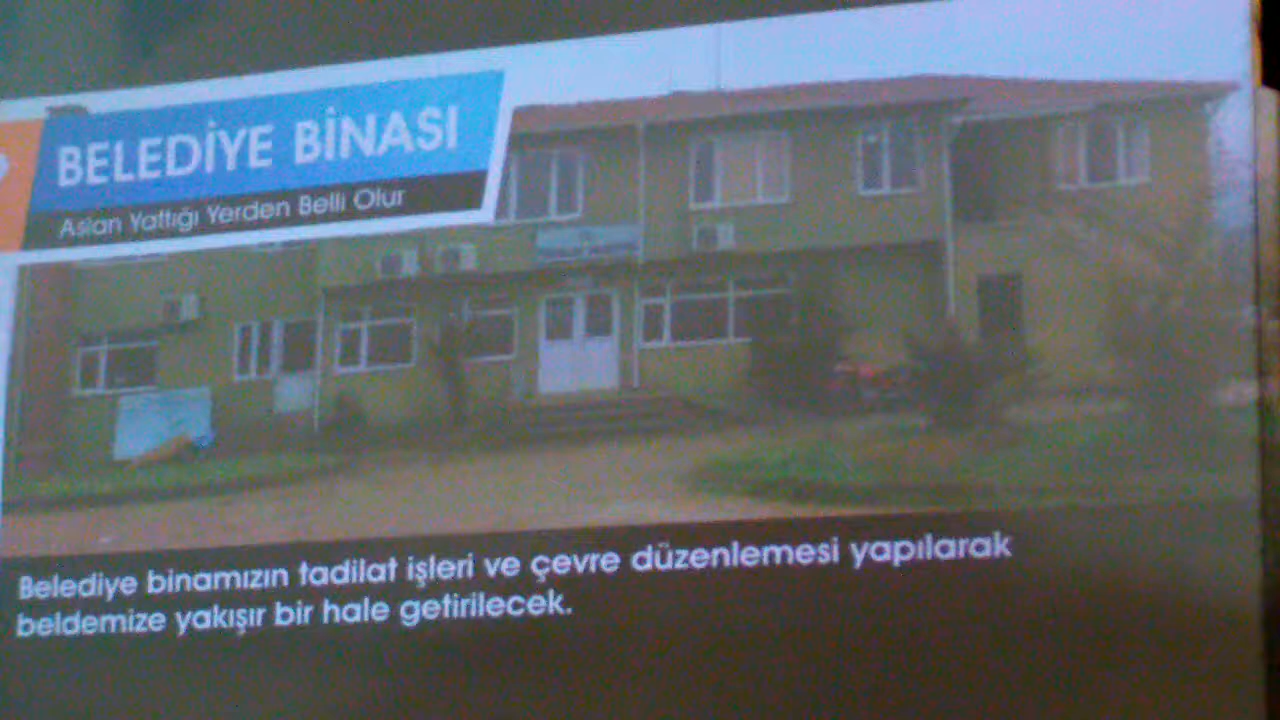 BELEDİYE BİNASI
Aslan Yattığı Yerden Belli Olur
Belediye binamızın tadilat işleri ve çevre düzenlemesi yapılarak
beldemize yakışır bir hale getirilecek.